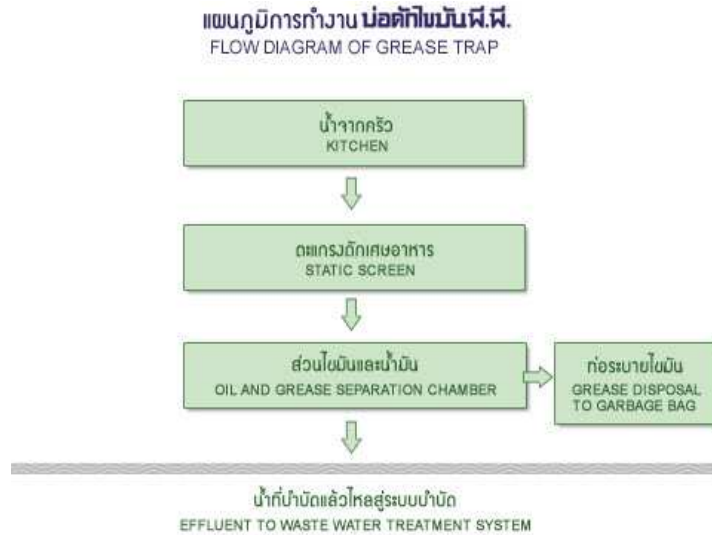 แผนภูมิการทำงาน บ่อดักไขมัน พี.พี.
FLOW DIAGRAM OF GREASE TRAP
น้ำจากครัว
KITCHEN
ตะแกรงดักเศษอาหาร
STATIC SCREEN
ส่วนไขมันและน้ำมัน
OIL AND GREASE SEPARATION CHAMBER
ท่อระบายไขมัน
GREASE DISPOSAL
TO GARBAGE BAG
น้ำที่บำบัดแล้วไหลสู่ระบบบำบัด
EFFLUENT TO WASTE WATER TREATMENT SYSTEM